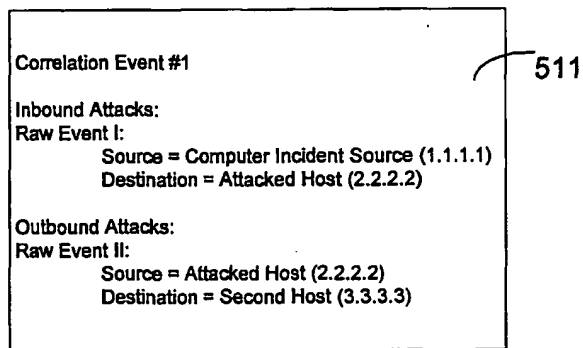 Correlation Event #1
511
Inbound Attacks:
Raw Event I:
Source = Computer Incident Source (1.1.1.1)
Destination = Attacked Host (2.2.2.2)
Outbound Attacks:
Raw Event II:
Source = Attacked Host (2.2.2.2)
Destination = Second Host (3.3.3.3)